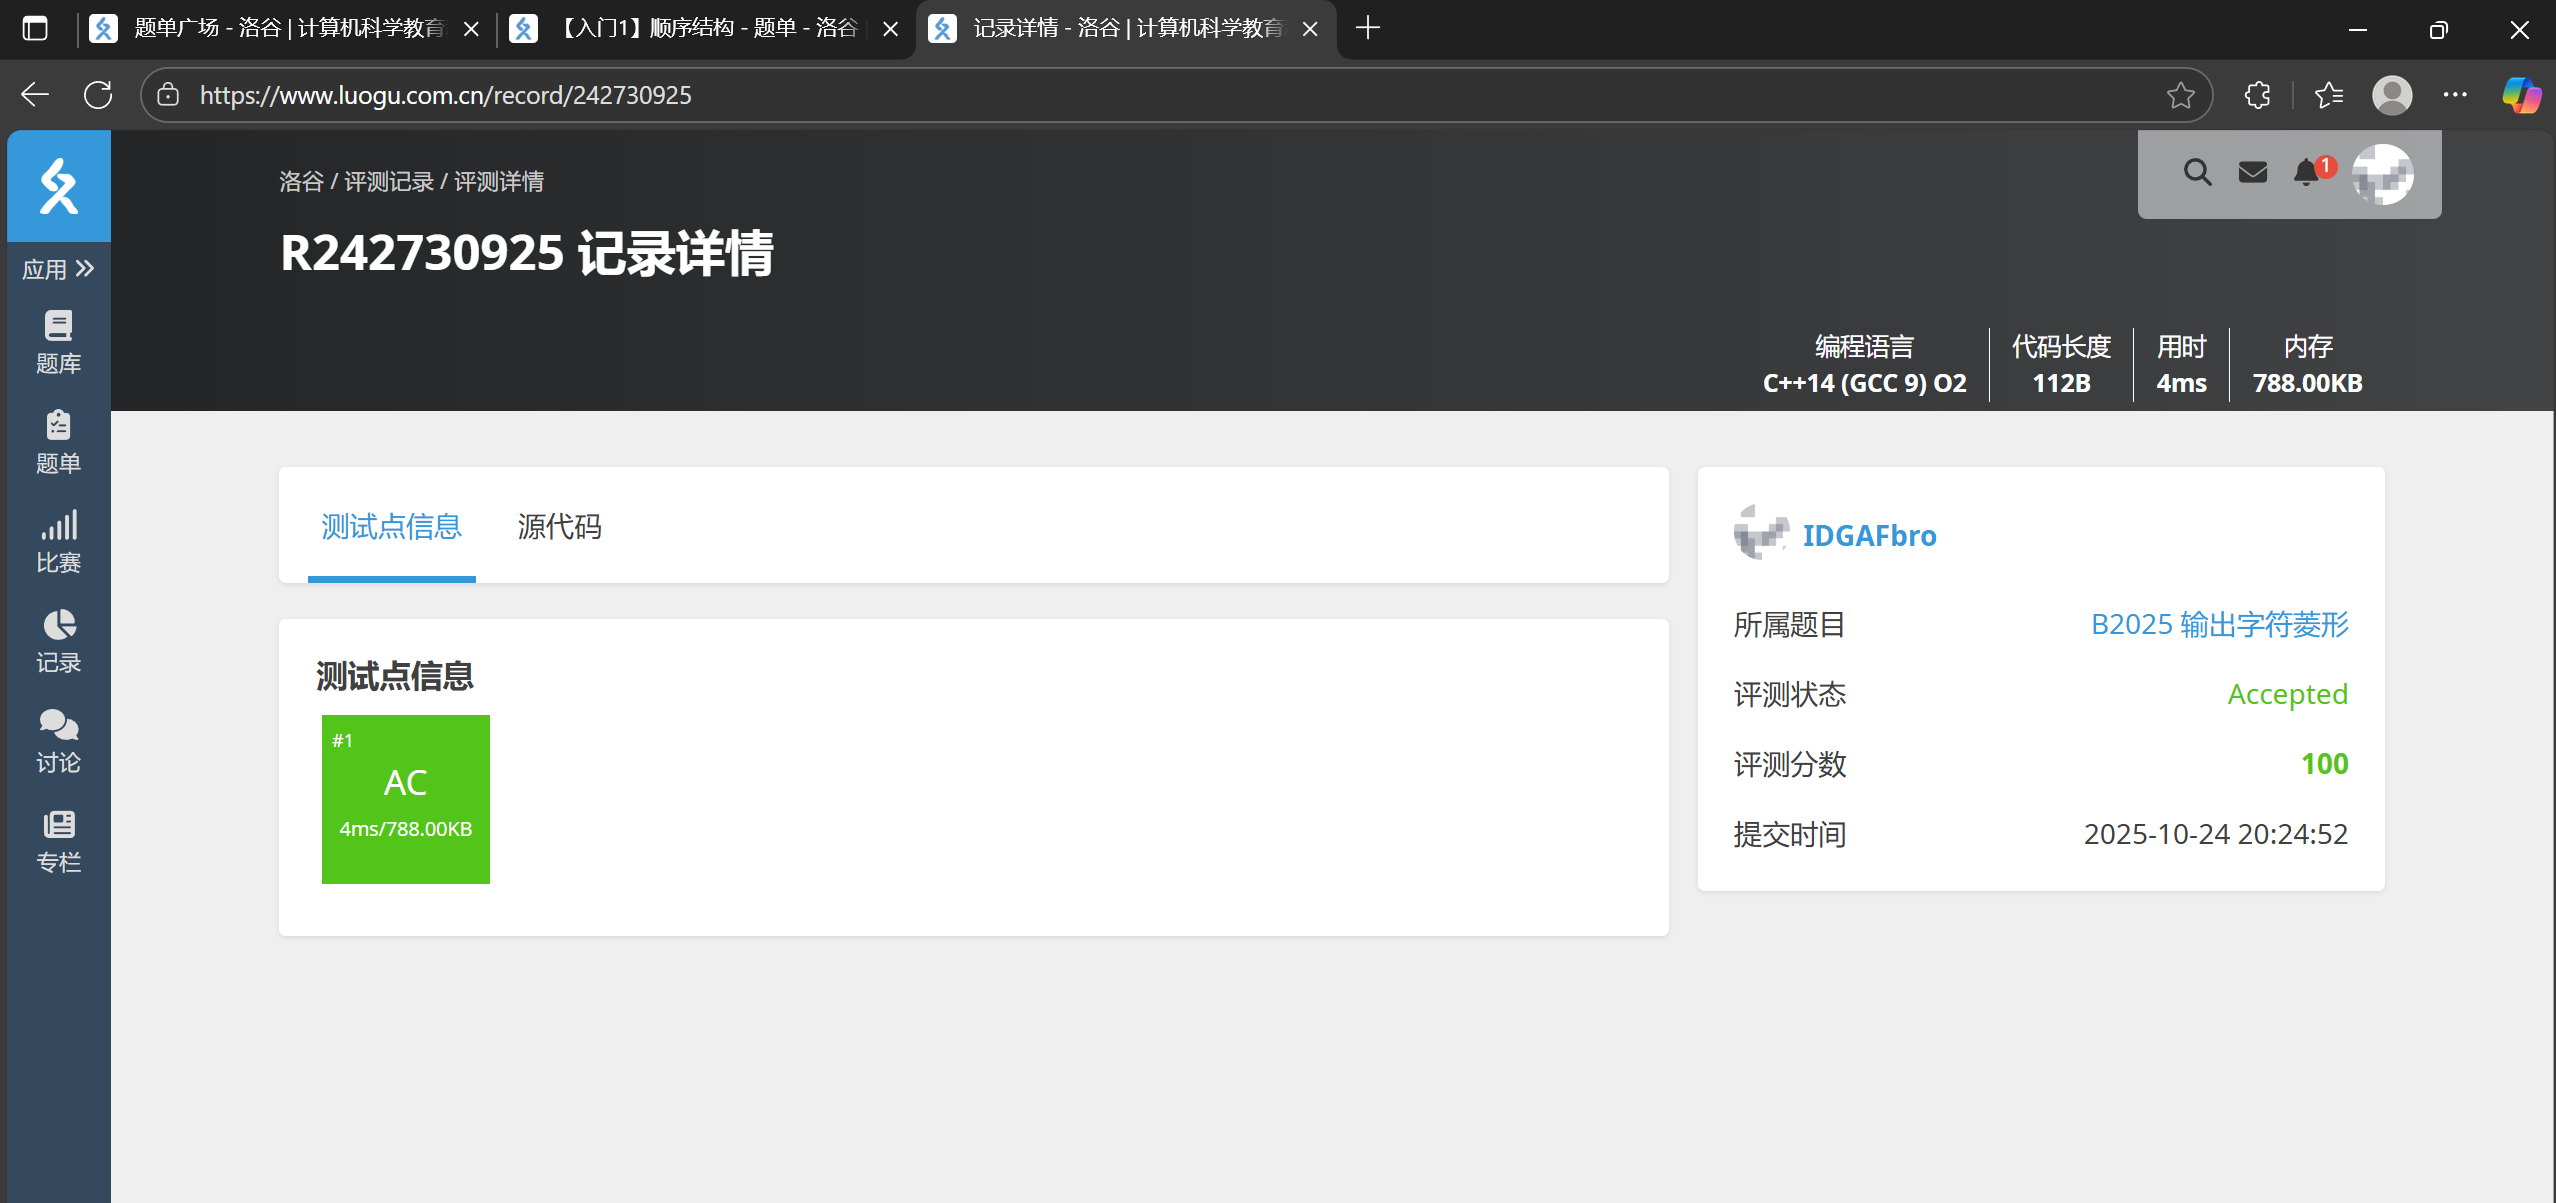 题单广场 - 洛谷 | 计算机科学教育
【入门1】顺序结构 - 题单 - 洛谷
记录详情 - 洛谷 | 计算机科学教育
https://www.luogu.com.cn/record/242730925
洛谷 / 评测记录 / 评测详情
1
R242730925 记录详情
应用
题库
题单
比赛
记录
讨论
专栏
编程语言
C++14 (GCC 9) O2
代码长度
112B
用时
4ms
内存
788.00KB
测试点信息
源代码
测试点信息
#1
AC
4ms/788.00KB
IDGAFbro
所属题目
B2025 输出字符菱形
评测状态
Accepted
评测分数
100
提交时间
2025-10-24 20:24:52